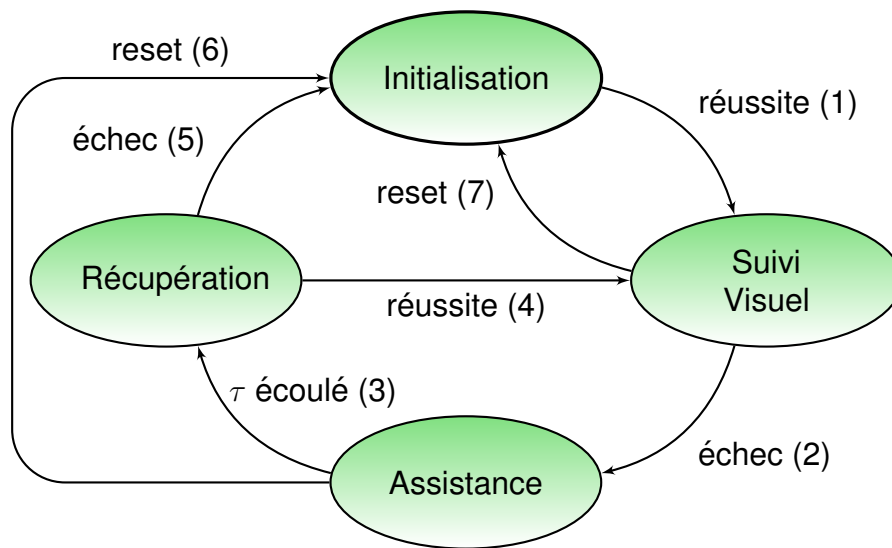 reset (6)
Initialisation
réussite (1)
échec (5)
reset (7)
Récupération
Suivi
Visuel
réussite (4)
τ écoulé (3)
échec (2)
Assistance